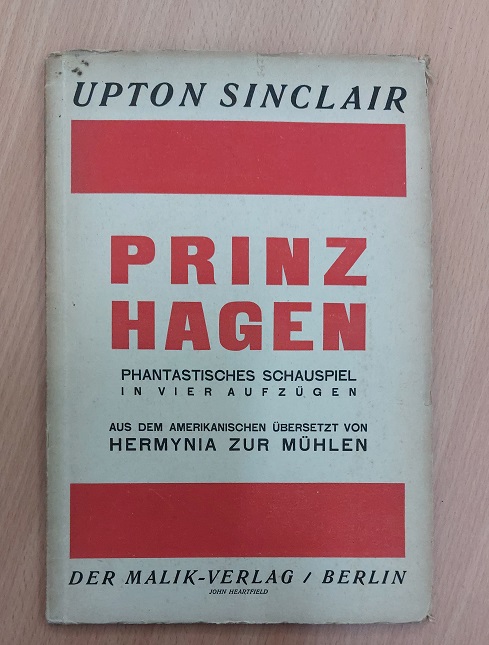 UPTON SINCLAIR
PRINZ
HAGEN
PHANTASTISCHES SCHAUSPIEL
IN VIER AUFZÜGEN
AUS DEM AMERIKANISCHEN ÜBERSETZT VON
HERMYNIA ZUR MÜHLEN
DER MALIK-VERLAG / BERLIN
JOHN HEARTFIELD